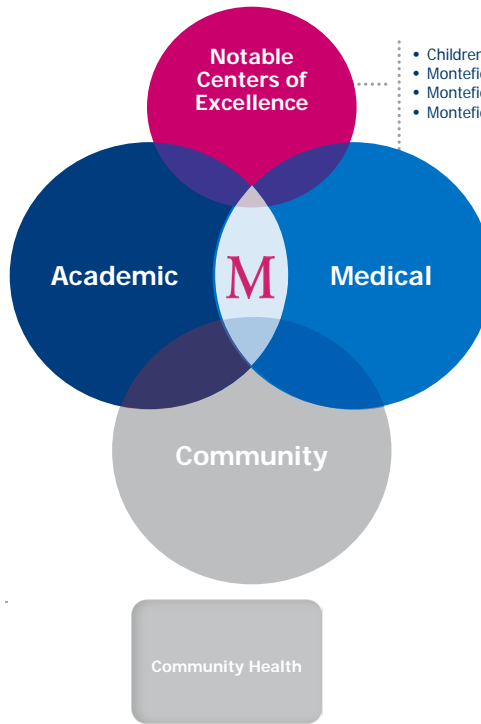 Notable
Centers of
Excellence
• Children
• Montefi
• Montefi
• Montefi
Academic
M
Medical
Community
Community Health